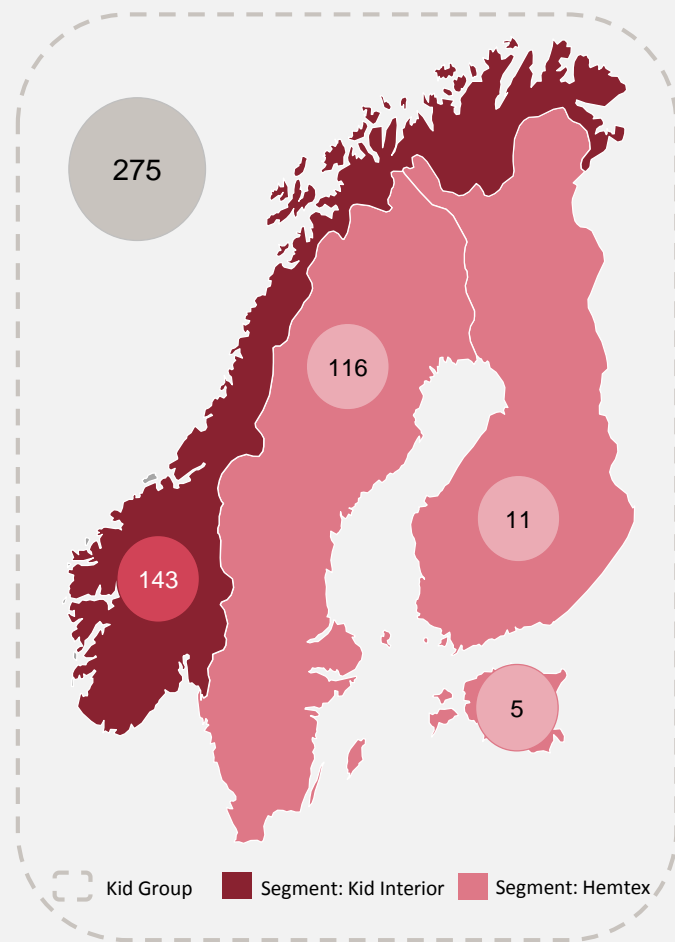 275
116
11
143
5
Kid Group
Segment: Kid Interior
Segment: Hemtex